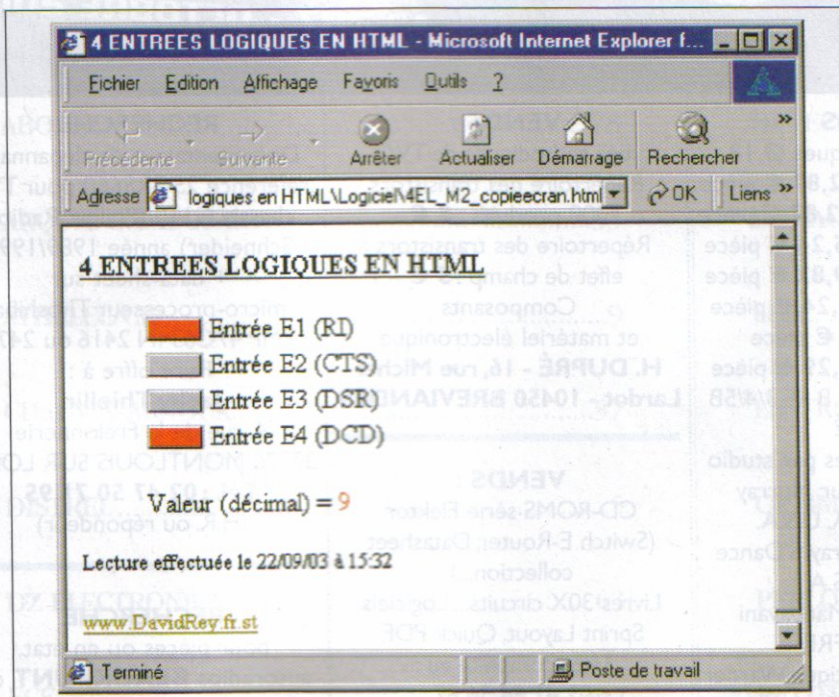 4 ENTREES LOGIQUES EN HTML - Microsoft Internet Explorer f...
Fichier Edition Affichage Favoris Outils ?
Précédente Suivante Arrêter Actualiser Démarrage Rechercher »
Adresse logiques en HTML\Logiciel\4EL_M2_copieecran.html OK Liens »
4 ENTREES LOGIQUES EN HTML
Entrée E1 (RI)
Entrée E2 (CTS)
Entrée E3 (DSR)
Entrée E4 (DCD)
Valeur (décimal) = 9
Lecture effectuée le 22/09/03 à 15:32
www.DavidRey.fr.st
Terminé Poste de travail